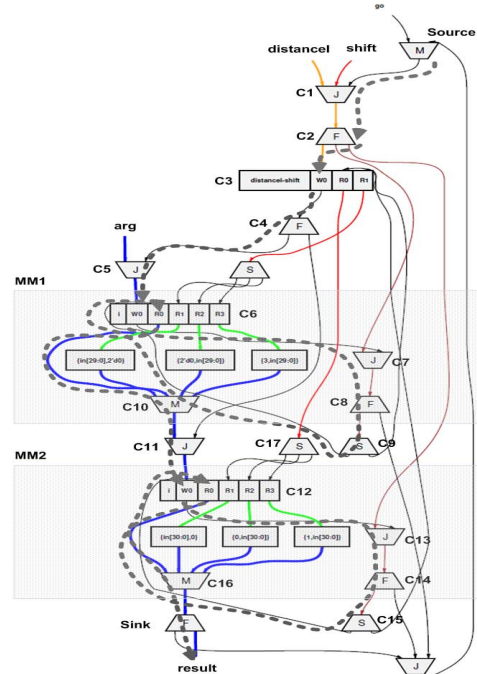 go
Source
M
distancel shift
C1 J
C2 F
C3 distancel-shift W0 R0 R1
C4 F
arg
C5 J S
MM1
i W0 R0 R1 R2 R3 C6
{in[29:0],2'd0} {2'd0,in[29:0]} {3,in[29:0]} J C7
C8 F
C10 M
C11 J C17 S S C9
MM2
i W0 R0 R1 R2 R3 C12
{in[30:0],0} {0,in[30:0]} {1,in[30:0]} J C13
M C16 F C14
Sink F S C15
result J